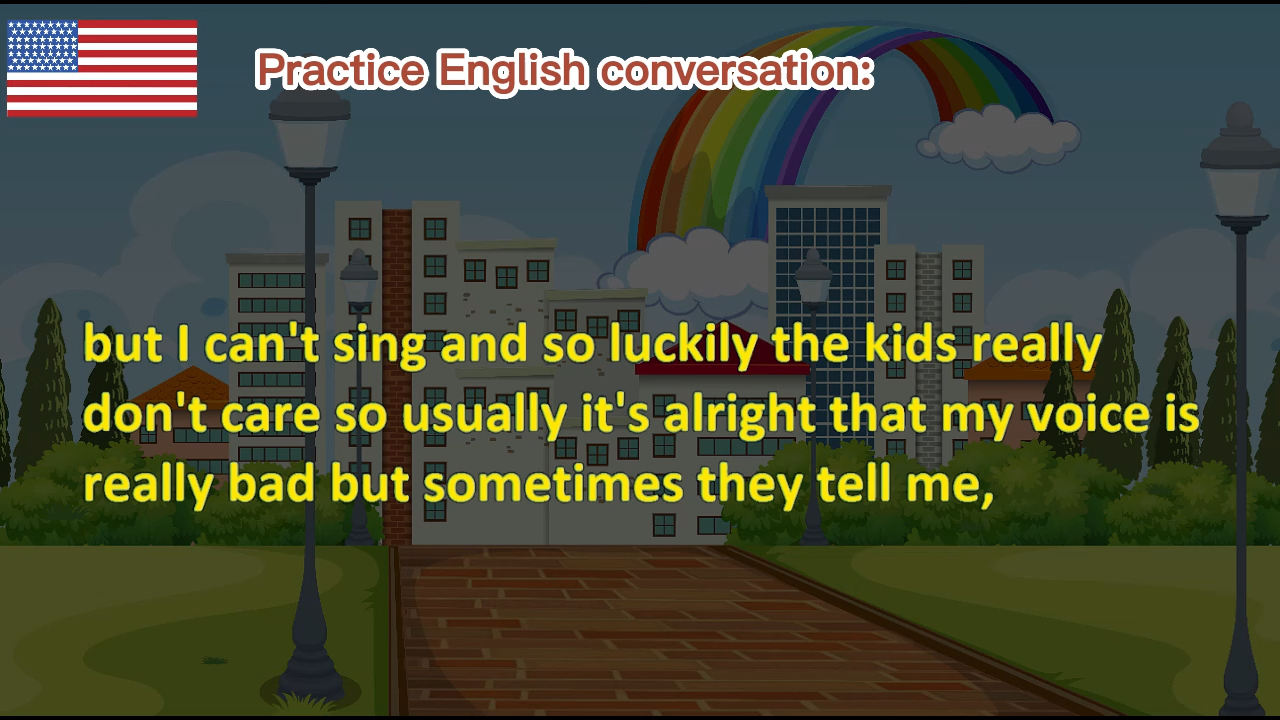 Practice English conversation:
but I can't sing and so luckily the kids really
don't care so usually it's alright that my voice is
really bad but sometimes they tell me,